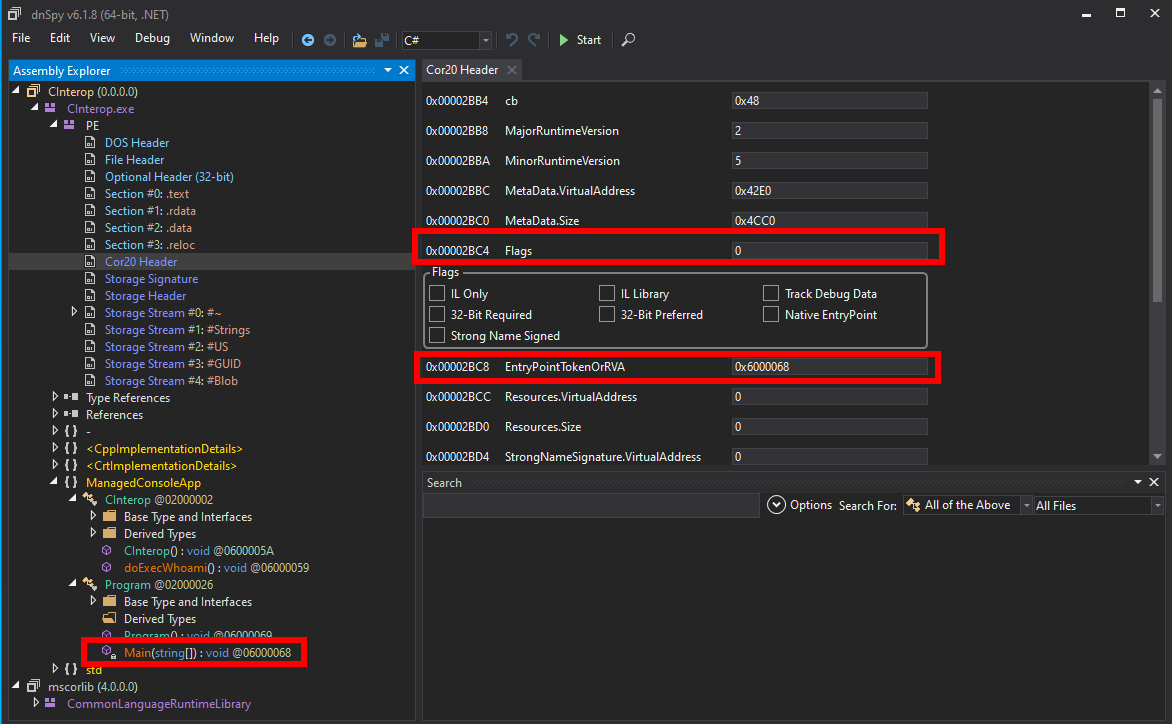 dnSpy v6.1.8 (64-bit, .NET)
File Edit View Debug Window Help C# Start
Assembly Explorer
CInterop (0.0.0.0)
CInterop.exe
PE
DOS Header
File Header
Optional Header (32-bit)
Section #0: .text
Section #1: .rdata
Section #2: .data
Section #3: .reloc
Cor20 Header
Storage Signature
Storage Header
Storage Stream #0: #~
Storage Stream #1: #Strings
Storage Stream #2: #US
Storage Stream #3: #GUID
Storage Stream #4: #Blob
Type References
References
{ } -
{ } <CppImplementationDetails>
{ } <CrtImplementationDetails>
{ } ManagedConsoleApp
CInterop @02000002
Base Type and Interfaces
Derived Types
CInterop() : void @0600005A
doExecWhoami() : void @06000059
Program @02000026
Base Type and Interfaces
Derived Types
Program() : void @06000069
Main(string[]) : void @06000068
{ } std
mscorlib (4.0.0.0)
CommonLanguageRuntimeLibrary
Cor20 Header
0x00002BB4 cb 0x48
0x00002BB8 MajorRuntimeVersion 2
0x00002BBA MinorRuntimeVersion 5
0x00002BBC MetaData.VirtualAddress 0x42E0
0x00002BC0 MetaData.Size 0x4CC0
0x00002BC4 Flags 0
Flags
IL Only IL Library Track Debug Data
32-Bit Required 32-Bit Preferred Native EntryPoint
Strong Name Signed
0x00002BC8 EntryPointTokenOrRVA 0x6000068
0x00002BCC Resources.VirtualAddress 0
0x00002BD0 Resources.Size 0
0x00002BD4 StrongNameSignature.VirtualAddress 0
Search
Options Search For: All of the Above All Files